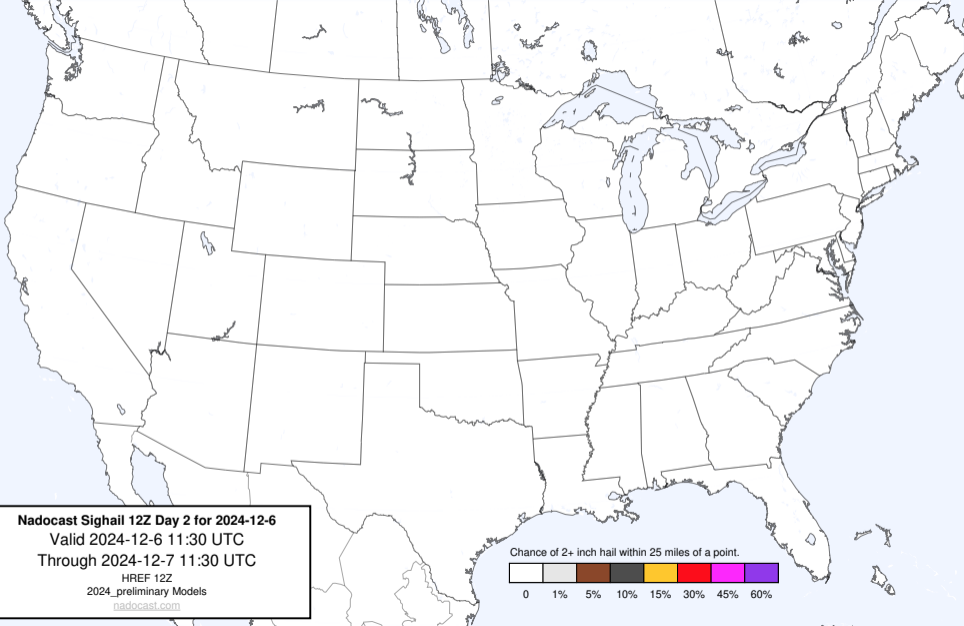 Nadocast Sighail 12Z Day 2 for 2024-12-6
Valid 2024-12-6 11:30 UTC
Through 2024-12-7 11:30 UTC
HREF 12Z
2024_preliminary Models
nadocast.com
Chance of 2+ inch hail within 25 miles of a point.
0 1% 5% 10% 15% 30% 45% 60%